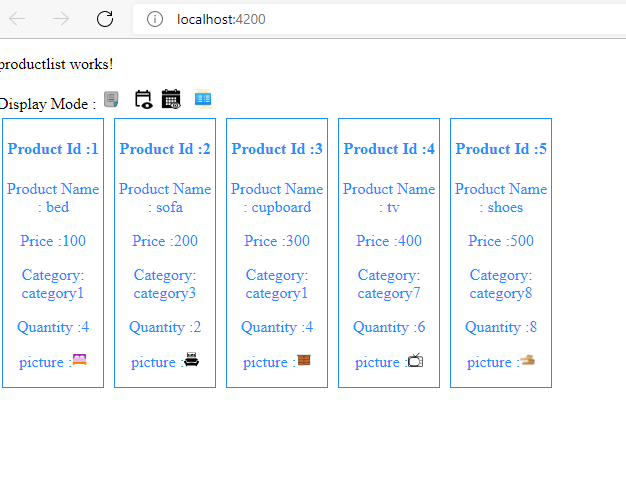 localhost:4200
productlist works!
Display Mode :
Product Id :1
Product Name
: bed
Price :100
Category:
category1
Quantity :4
picture :
Product Id :2
Product Name
: sofa
Price :200
Category:
category3
Quantity :2
picture :
Product Id :3
Product Name
: cupboard
Price :300
Category:
category1
Quantity :4
picture :
Product Id :4
Product Name
: tv
Price :400
Category:
category7
Quantity :6
picture :
Product Id :5
Product Name
: shoes
Price :500
Category:
category8
Quantity :8
picture :